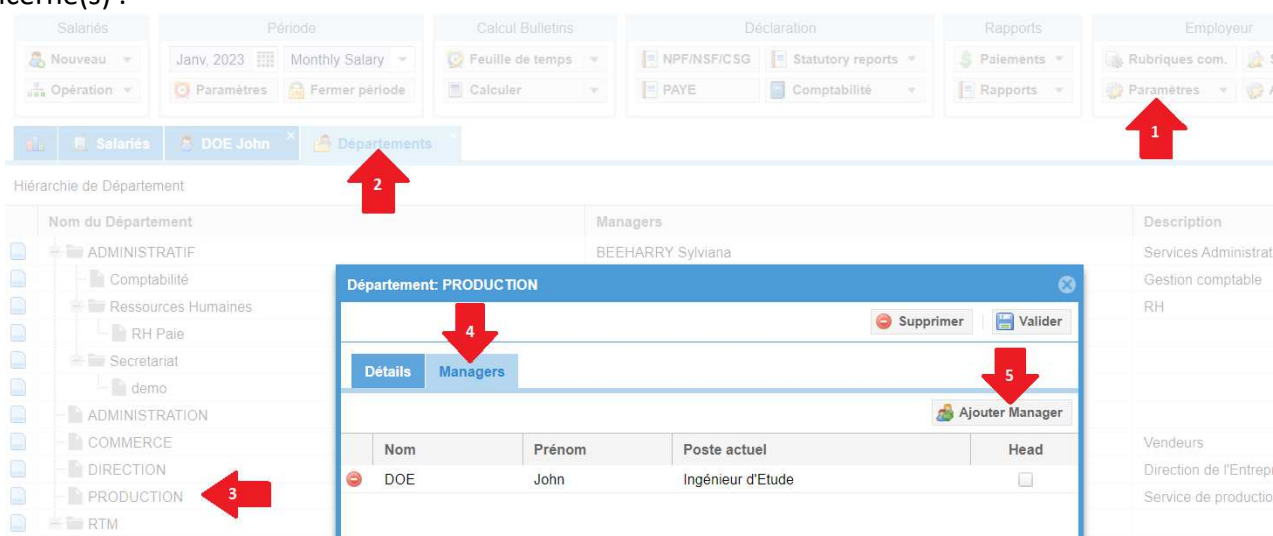 Salariés Période Calcul Bulletins Déclaration Rapports Employeur
Nouveau Janv, 2023 Monthly Salary Feuille de temps NPF/NSF/CSG Statutory reports Paiements Rubriques com.
Opération Paramètres Fermer période Calculer PAYE Comptabilité Rapports Paramètres
1
Salariés DOE John Départements
2
Hiérarchie de Département
Nom du Département Managers Description
ADMINISTRATIF BEEHARRY Sylviana Services Administrat
Comptabilité Gestion comptable
Ressources Humaines RH
RH Paie
Secretariat
demo
ADMINISTRATION
COMMERCE Vendeurs
DIRECTION Direction de l'Entrepr
PRODUCTION Service de productio
3
RTM
Département: PRODUCTION
Supprimer Valider
4
Détails Managers
5
Ajouter Manager
Nom Prénom Poste actuel Head
DOE John Ingénieur d'Etude